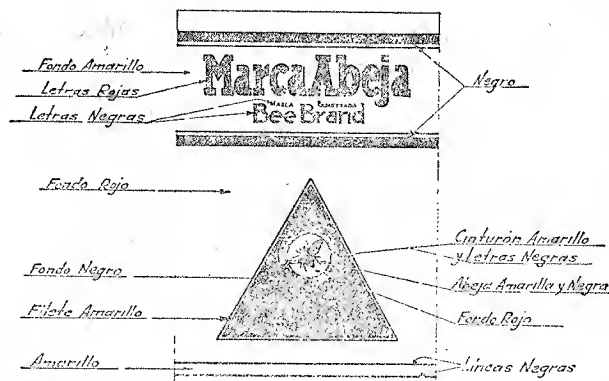 Fondo Amarillo
Letras Rojas
Letras Negras
Marca Abeja
MARCA REGISTRADA
Bee Brand
Negro
Fondo Rojo
Fondo Negro
Filete Amarillo
Amarillo
Cinturón Amarillo
y Letras Negras
Abeja Amarilla y Negra
Fondo Rojo
Líneas Negras